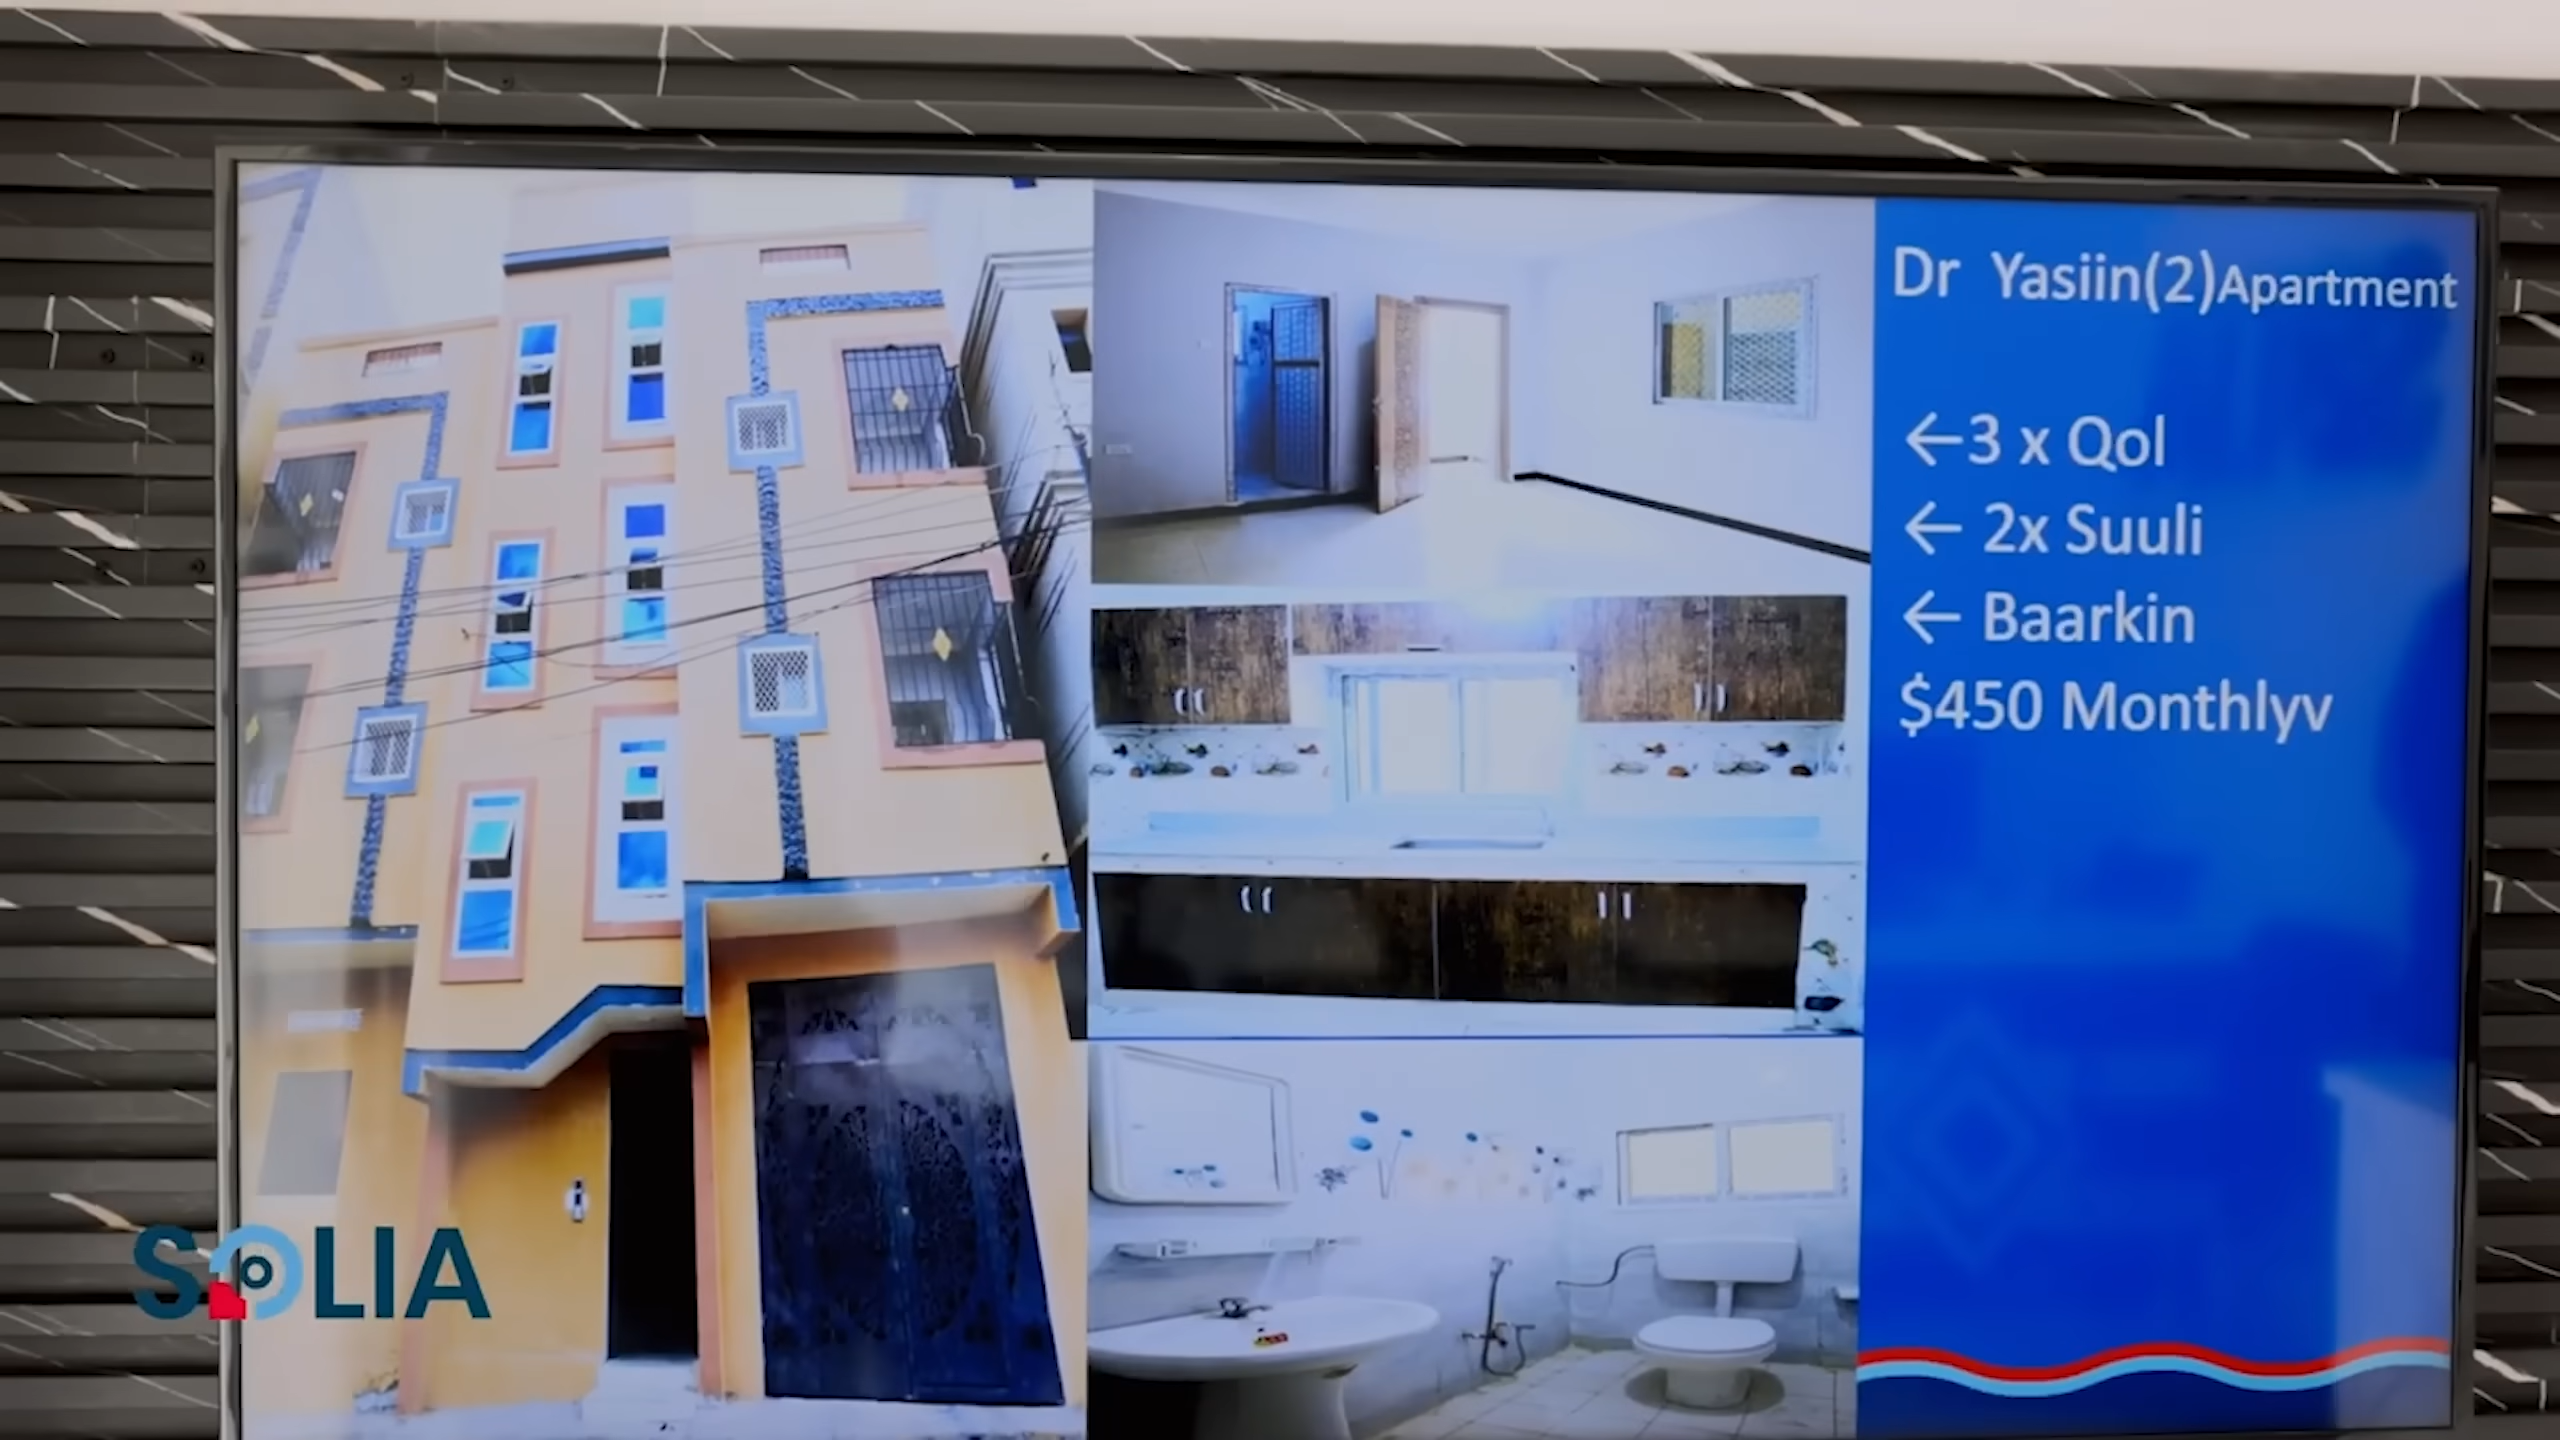 Dr Yasiin(2)Apartment
←3 x Qol
← 2x Suuli
← Baarkin
$450 Monthlyv
SOLIA